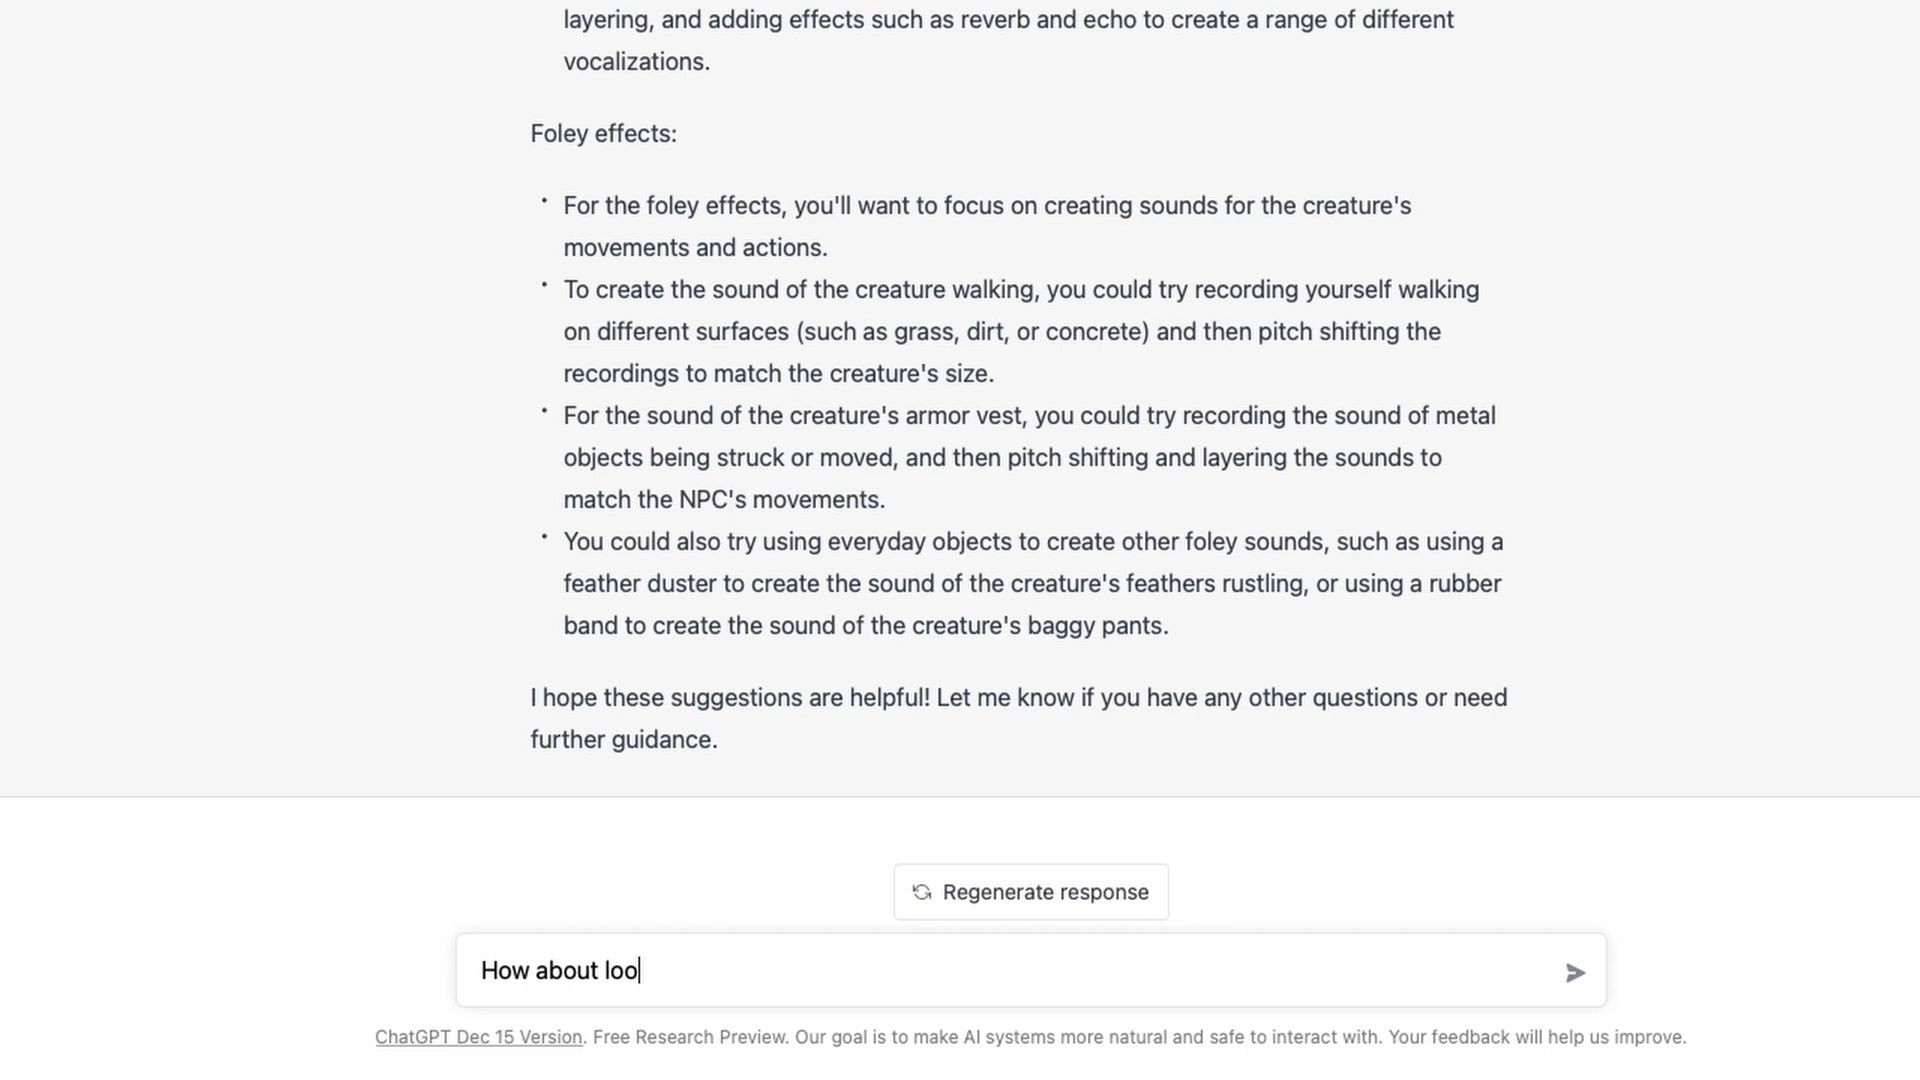 layering, and adding effects such as reverb and echo to create a range of different
vocalizations.
Foley effects:
• For the foley effects, you'll want to focus on creating sounds for the creature's
movements and actions.
• To create the sound of the creature walking, you could try recording yourself walking
on different surfaces (such as grass, dirt, or concrete) and then pitch shifting the
recordings to match the creature's size.
• For the sound of the creature's armor vest, you could try recording the sound of metal
objects being struck or moved, and then pitch shifting and layering the sounds to
match the NPC's movements.
• You could also try using everyday objects to create other foley sounds, such as using a
feather duster to create the sound of the creature's feathers rustling, or using a rubber
band to create the sound of the creature's baggy pants.
I hope these suggestions are helpful! Let me know if you have any other questions or need
further guidance.
Regenerate response
How about loo
ChatGPT Dec 15 Version. Free Research Preview. Our goal is to make AI systems more natural and safe to interact with. Your feedback will help us improve.